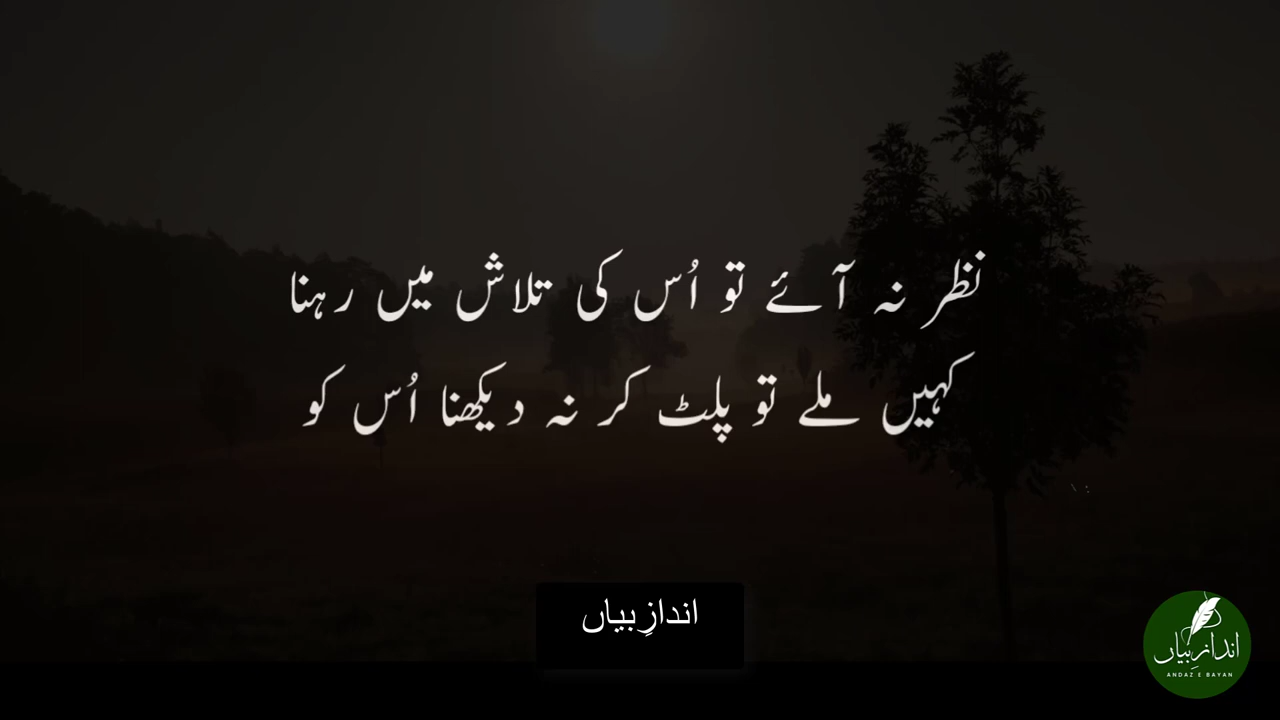 نظر نہ آئے تو اُس کی تلاش میں رہنا
کہیں ملے تو پلٹ کر نہ دیکھنا اُس کو
اندازِبیاں
اندازِبیاں
ANDAZ E BAYAN